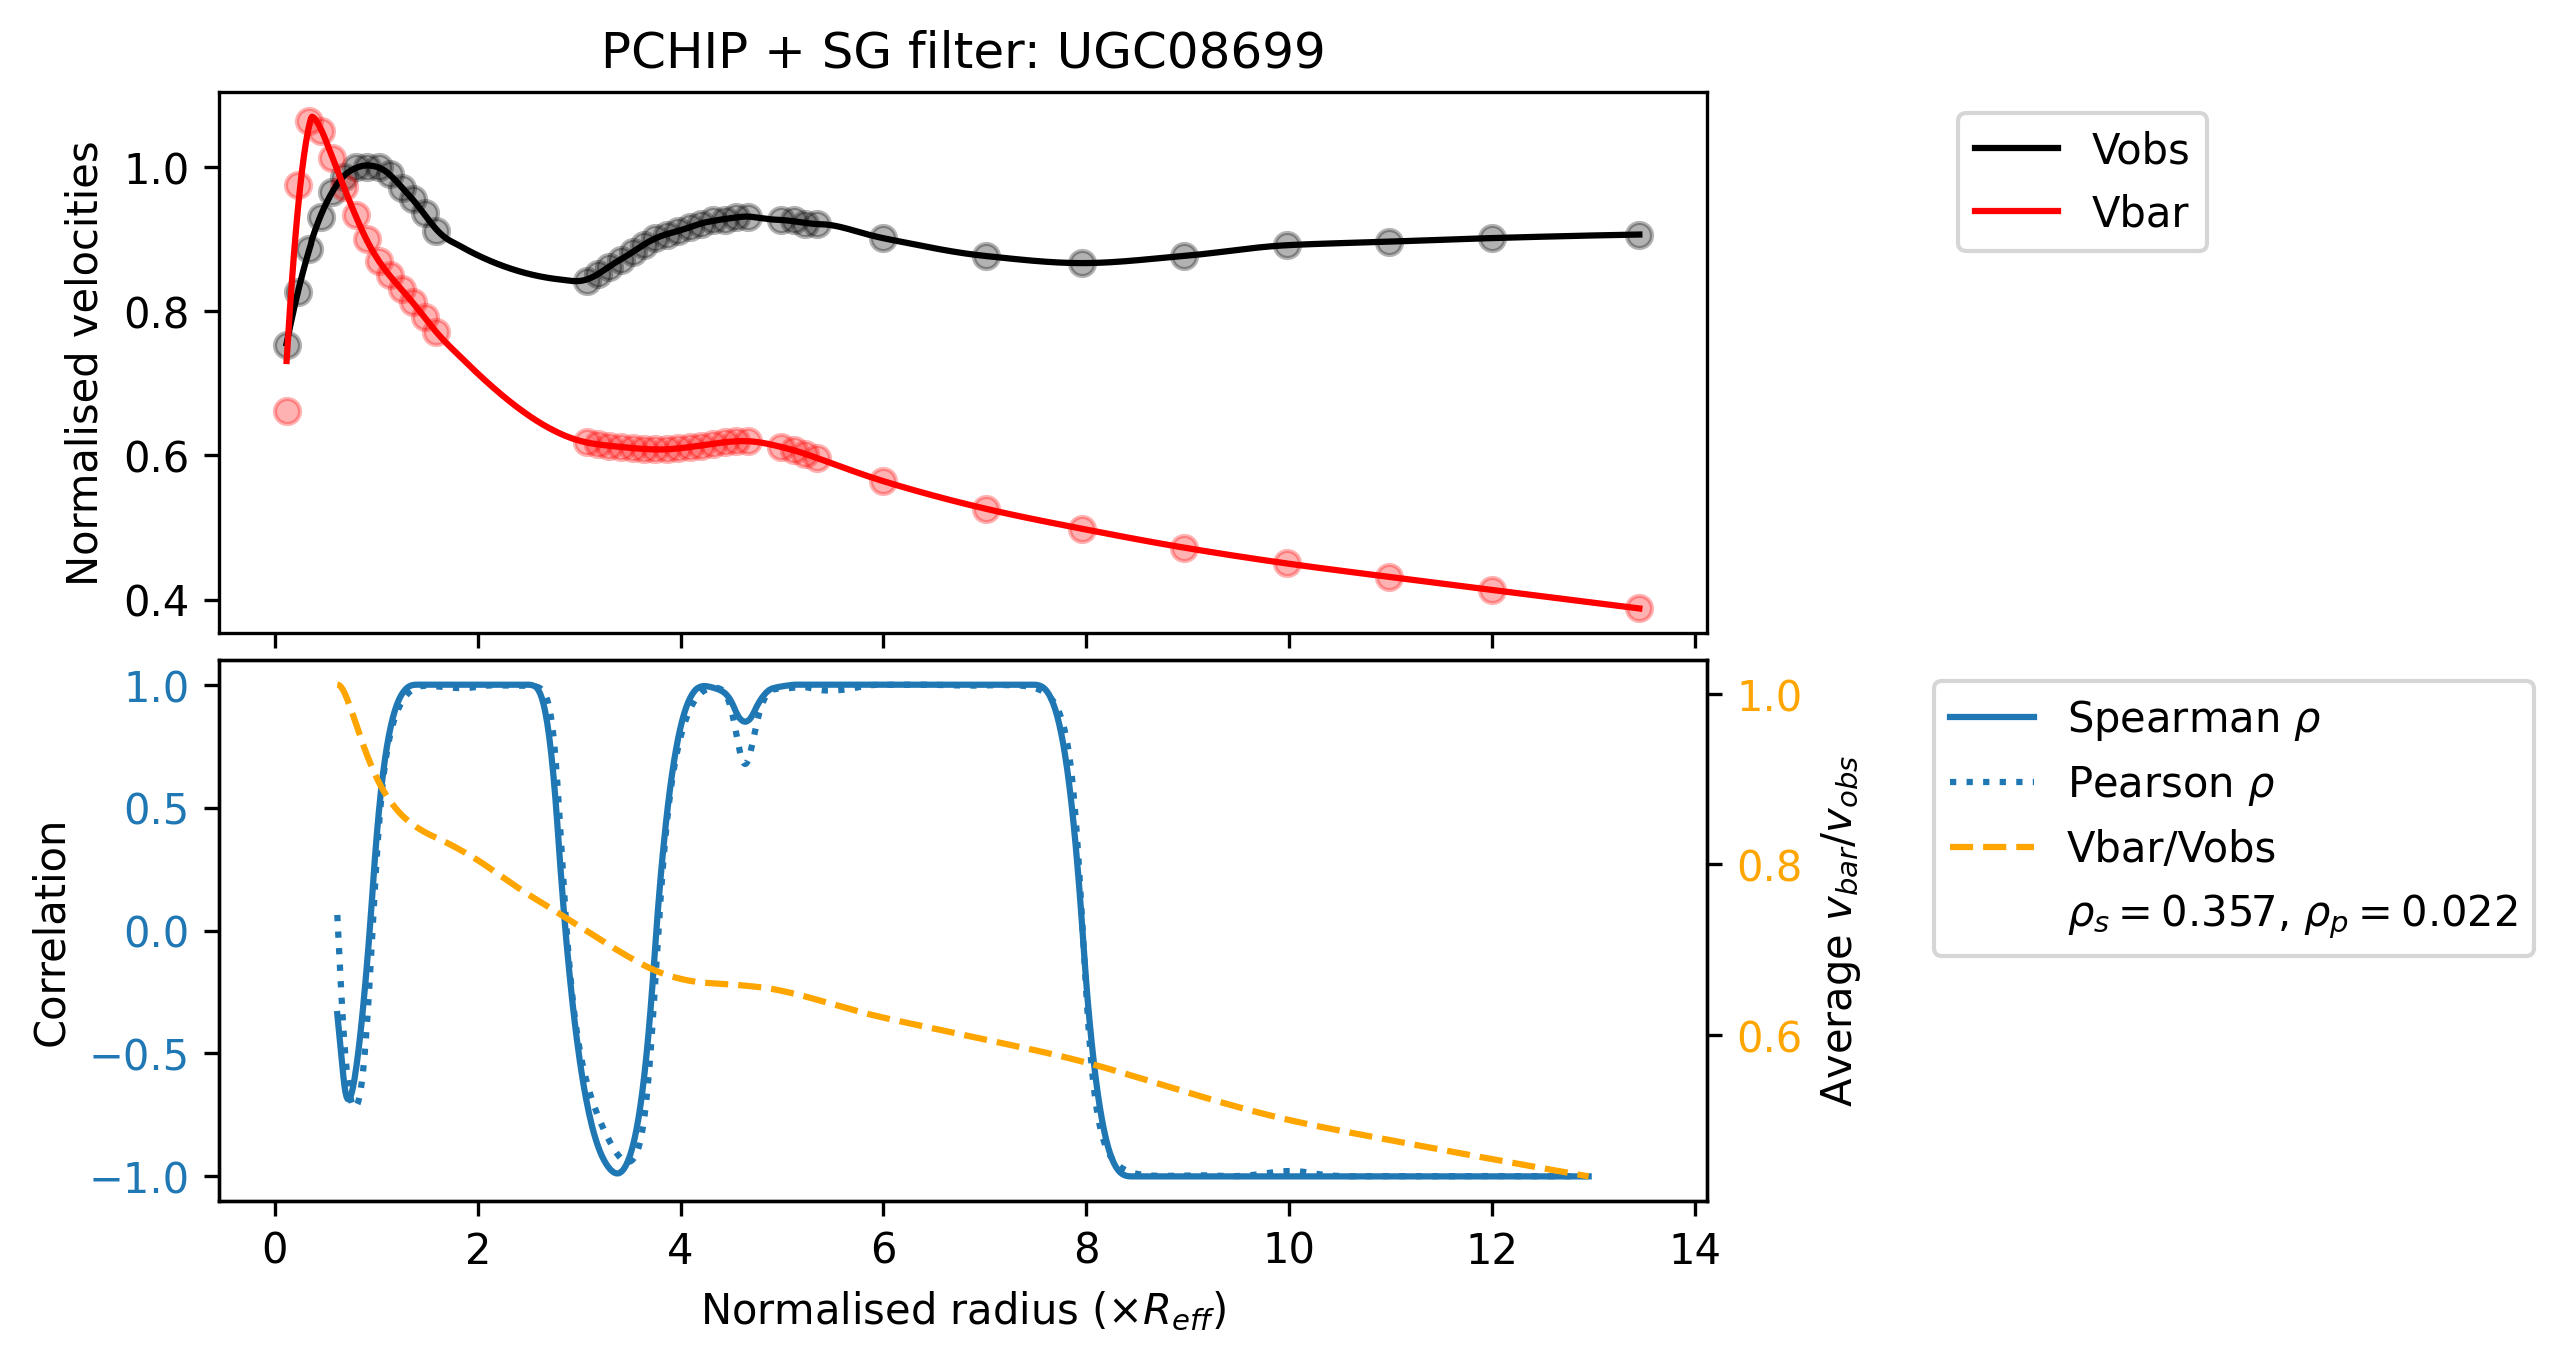 PCHIP + SG filter: UGC08699
Normalised velocities
1.0
0.8
0.6
0.4
Vobs
Vbar
Correlation
1.0
0.5
0.0
−0.5
−1.0
1.0
0.8
0.6
Average v_bar/v_obs
Spearman ρ
Pearson ρ
Vbar/Vobs
ρ_s = 0.357, ρ_p = 0.022
0 2 4 6 8 10 12 14
Normalised radius (×R_eff)